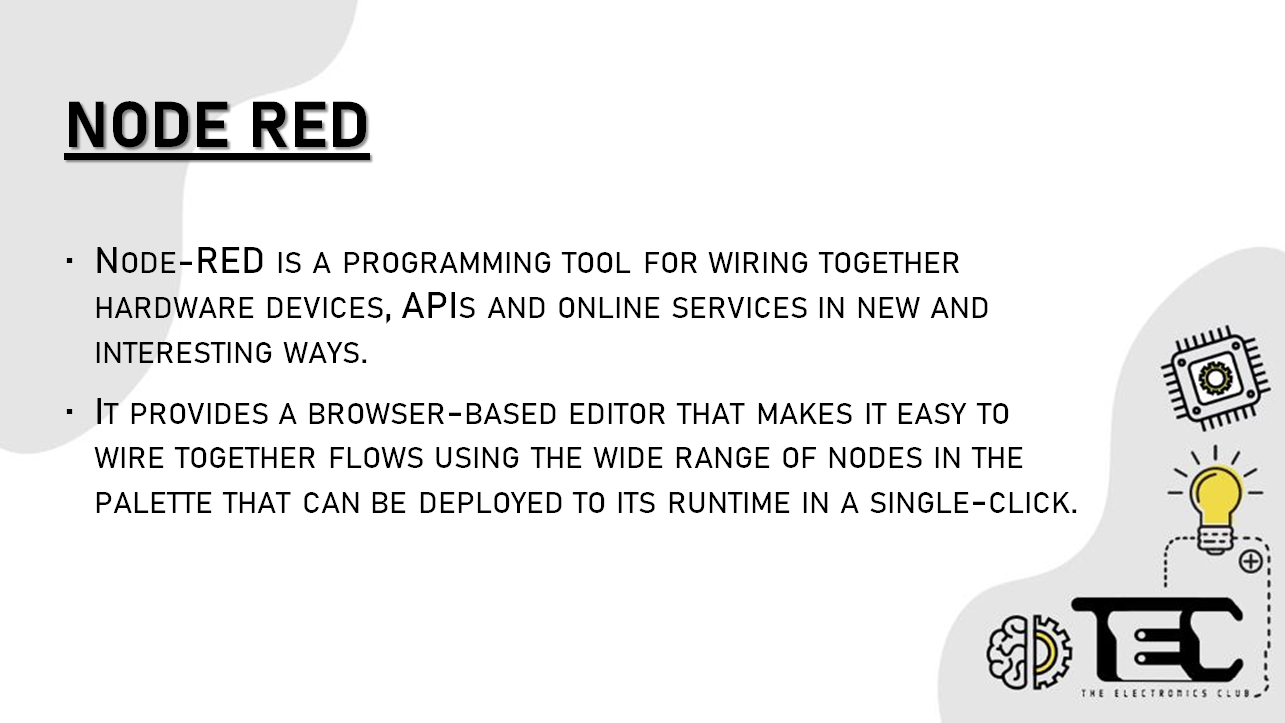 NODE RED
▪ Node-RED is a programming tool for wiring together
hardware devices, APIs and online services in new and
interesting ways.
▪ It provides a browser-based editor that makes it easy to
wire together flows using the wide range of nodes in the
palette that can be deployed to its runtime in a single-click.
TEC
THE ELECTRONICS CLUB